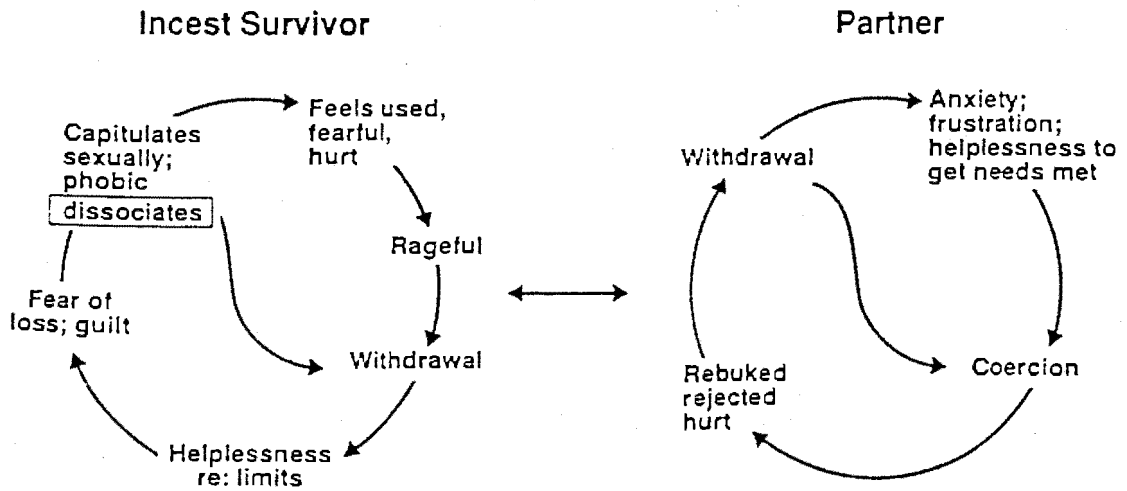 Incest Survivor
Capitulates
sexually;
phobic
dissociates
Feels used,
fearful,
hurt
Rageful
Withdrawal
Helplessness
re: limits
Fear of
loss; guilt
Partner
Withdrawal
Anxiety;
frustration;
helplessness to
get needs met
Coercion
Rebuked
rejected
hurt